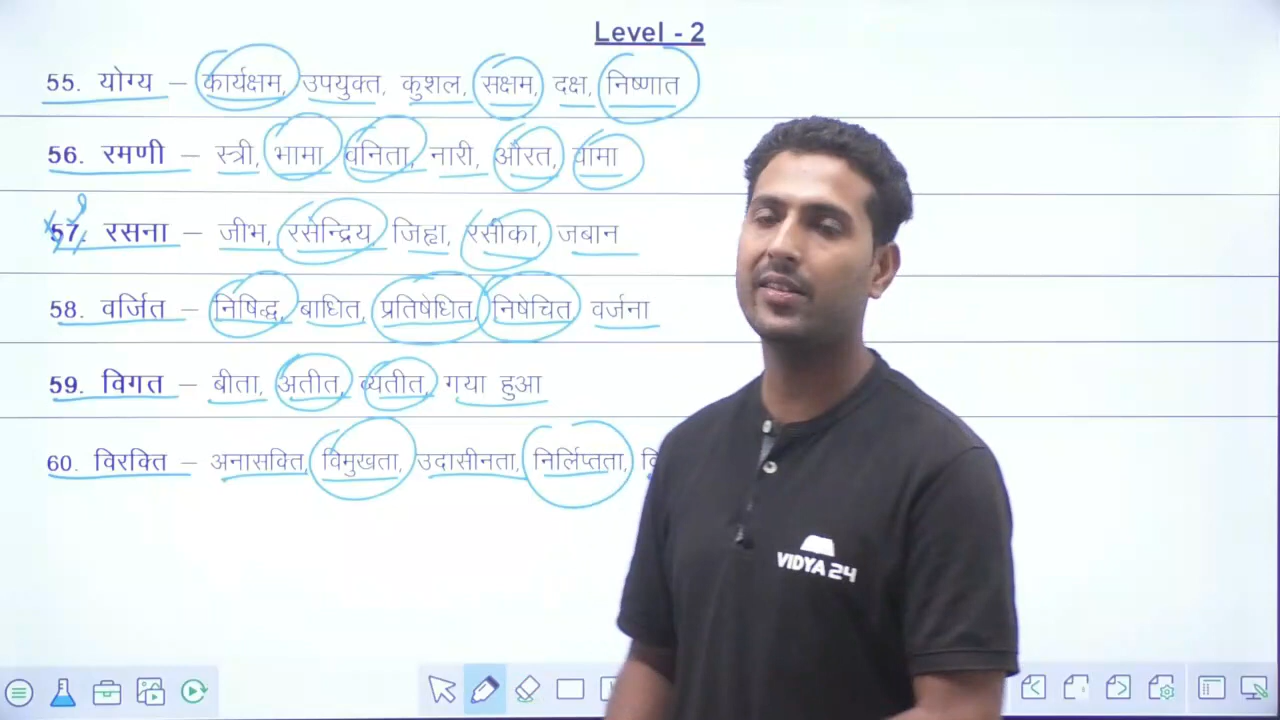 Level - 2
55. योग्य – कार्यक्षम, उपयुक्त, कुशल, सक्षम, दक्ष, निष्णात
56. रमणी – स्त्री, भामा, वनिता, नारी, औरत, वामा
57. रसना – जीभ, रसेन्द्रिय, जिह्वा, रसीका, जबान
58. वर्जित – निषिद्ध, बाधित, प्रतिषेधित, निषेचित, वर्जना
59. विगत – बीता, अतीत, व्यतीत, गया हुआ
60. विरक्ति – अनासक्ति, विमुखता, उदासीनता, निर्लिप्तता,
VIDYA 24